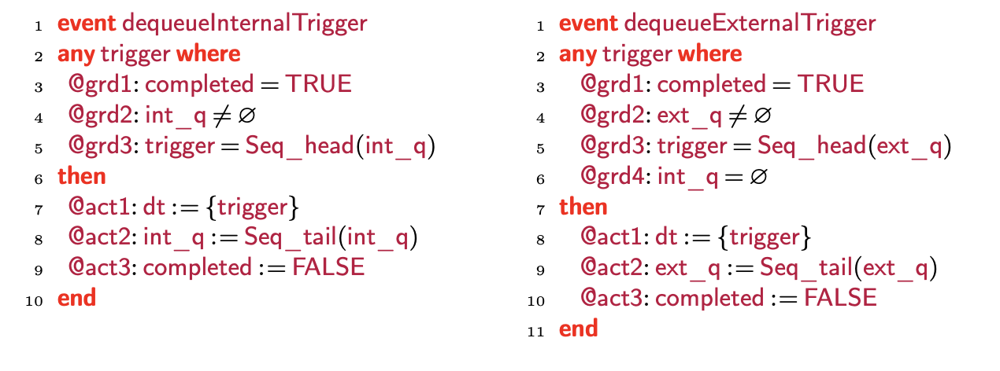 1 event dequeueInternalTrigger
2 any trigger where
3 @grd1: completed = TRUE
4 @grd2: int_q ≠ ∅
5 @grd3: trigger = Seq_head(int_q)
6 then
7 @act1: dt := {trigger}
8 @act2: int_q := Seq_tail(int_q)
9 @act3: completed := FALSE
10 end
1 event dequeueExternalTrigger
2 any trigger where
3 @grd1: completed = TRUE
4 @grd2: ext_q ≠ ∅
5 @grd3: trigger = Seq_head(ext_q)
6 @grd4: int_q = ∅
7 then
8 @act1: dt := {trigger}
9 @act2: ext_q := Seq_tail(ext_q)
10 @act3: completed := FALSE
11 end